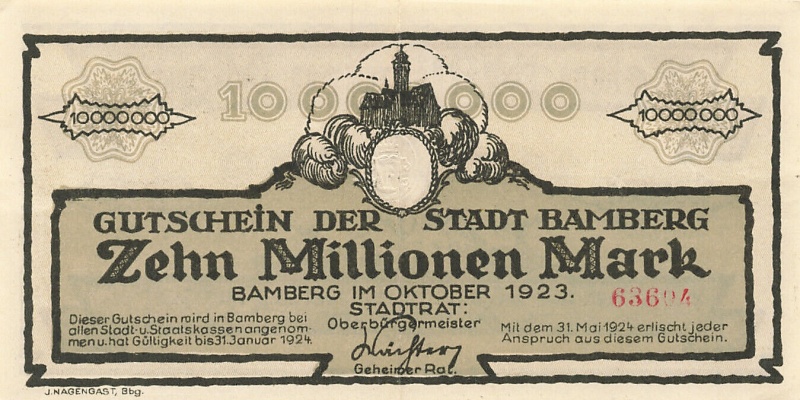 10000000
10000000
10000000
GUTSCHEIN DER STADT BAMBERG
Zehn Millionen Mark
BAMBERG IM OKTOBER 1923.
63694
STADTRAT:
Oberbürgermeister
Dieser Gutschein wird in Bamberg bei
allen Stadt-u. Staatskassen angenom-
men u. hat Gültigkeit bis 31. Januar 1924.
Wächter
Geheimer Rat.
Mit dem 31. Mai 1924 erlischt jeder
Anspruch aus diesem Gutschein.
J. NAGENGAST, Bbg.